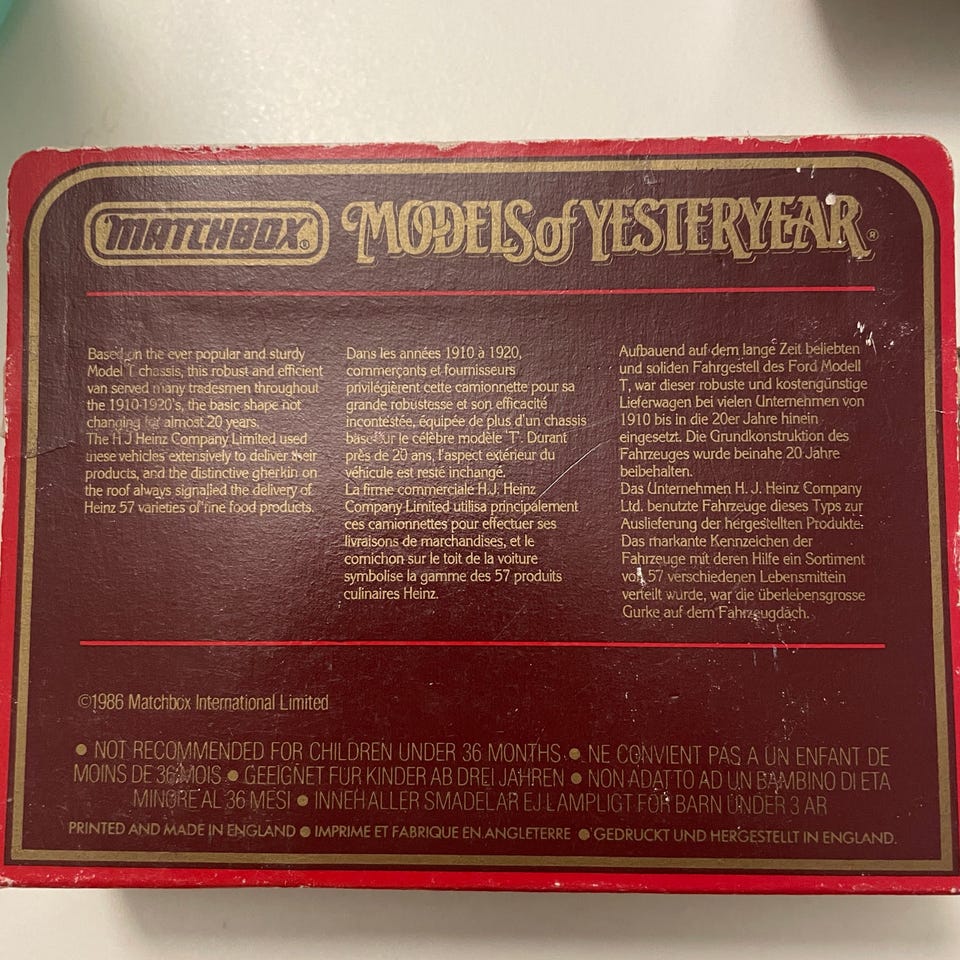 MATCHBOX®
MODELS of YESTERYEAR®
Based on the ever popular and sturdy
Model T chassis, this robust and efficient
van served many tradesmen throughout
the 1910-1920's, the basic shape not
changing for almost 20 years.
The H J Heinz Company Limited used
these vehicles extensively to deliver their
products, and the distinctive gherkin on
the roof always signalled the delivery of
Heinz 57 varieties of fine food products.
Dans les années 1910 à 1920,
commerçants et fournisseurs
privilégièrent cette camionnette pour sa
grande robustesse et son efficacité
incontestée, équipée de plus d'un chassis
basé sur le célèbre modèle 'T'. Durant
près de 20 ans, l'aspect extérieur du
véhicule est resté inchangé.
La firme commerciale H.J. Heinz
Company Limited utilisa principalement
ces camionnettes pour effectuer ses
livraisons de marchandises, et le
cornichon sur le toit de la voiture
symbolise la gamme des 57 produits
culinaires Heinz.
Aufbauend auf dem lange Zeit beliebten
und soliden Fahrgestell des Ford Modell
T, war dieser robuste und kostengünstige
Lieferwagen bei vielen Unternehmen von
1910 bis in die 20er Jahre hinein
eingesetzt. Die Grundkonstruktion des
Fahrzeuges wurde beinahe 20 Jahre
beibehalten.
Das Unternehmen H. J. Heinz Company
Ltd. benutzte Fahrzeuge dieses Typs zur
Auslieferung der hergestellten Produkte.
Das markante Kennzeichen der
Fahrzeuge mit deren Hilfe ein Sortiment
von 57 verschiedenen Lebensmitteln
verteilt wurde, war die überlebensgrosse
Gurke auf dem Fahrzeugdach.
©1986 Matchbox International Limited
● NOT RECOMMENDED FOR CHILDREN UNDER 36 MONTHS ● NE CONVIENT PAS A UN ENFANT DE
MOINS DE 36 MOIS ● GEEIGNET FÜR KINDER AB DREI JAHREN ● NON ADATTO AD UN BAMBINO DI ETA
MINORE AL 36 MESI ● INNEHALLER SMADELAR EJ LAMPLIGT FÖR BARN UNDER 3 AR
PRINTED AND MADE IN ENGLAND ● IMPRIME ET FABRIQUE EN ANGLETERRE ● GEDRUCKT UND HERGESTELLT IN ENGLAND.